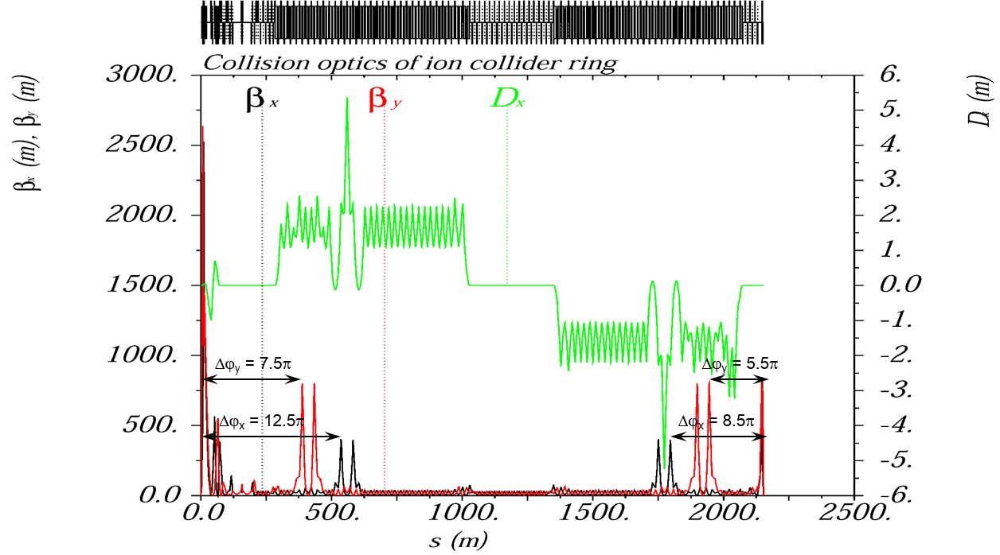 Collision optics of ion collider ring
βx (m), βy (m)
Dx (m)
βx
βy
Dx
3000.
2500.
2000.
1500.
1000.
500.
0.0
6.
5.
4.
3.
2.
1.
0.0
-1.
-2.
-3.
-4.
-5.
-6.
Δφy = 7.5π
Δφx = 12.5π
Δφy = 5.5π
Δφx = 8.5π
0.0
500.
1000.
1500.
2000.
2500.
s (m)